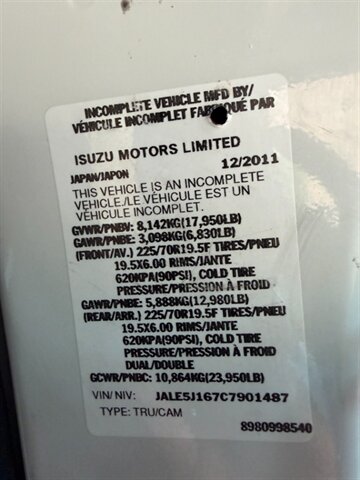 INCOMPLETE VEHICLE MFD BY/
VÉHICULE INCOMPLET FABRIQUÉ PAR
ISUZU MOTORS LIMITED
JAPAN/JAPON 12/2011
THIS VEHICLE IS AN INCOMPLETE
VEHICLE./LE VÉHICULE EST UN
VÉHICULE INCOMPLET.
GVWR/PNBV: 8,142KG(17,950LB)
GAWR/PNBE: 3,098KG(6,830LB)
(FRONT/AV.) 225/70R19.5F TIRES/PNEU
19.5X6.00 RIMS/JANTE
620KPA(90PSI), COLD TIRE
PRESSURE/PRESSION À FROID
GAWR/PNBE: 5,888KG(12,980LB)
(REAR/ARR.) 225/70R19.5F TIRES/PNEU
19.5X6.00 RIMS/JANTE
620KPA(90PSI), COLD TIRE
PRESSURE/PRESSION À FROID
DUAL/DOUBLE
GCWR/PNBC: 10,864KG(23,950LB)
VIN/NIV: JALE5J167C7901487
TYPE: TRU/CAM
8980998540